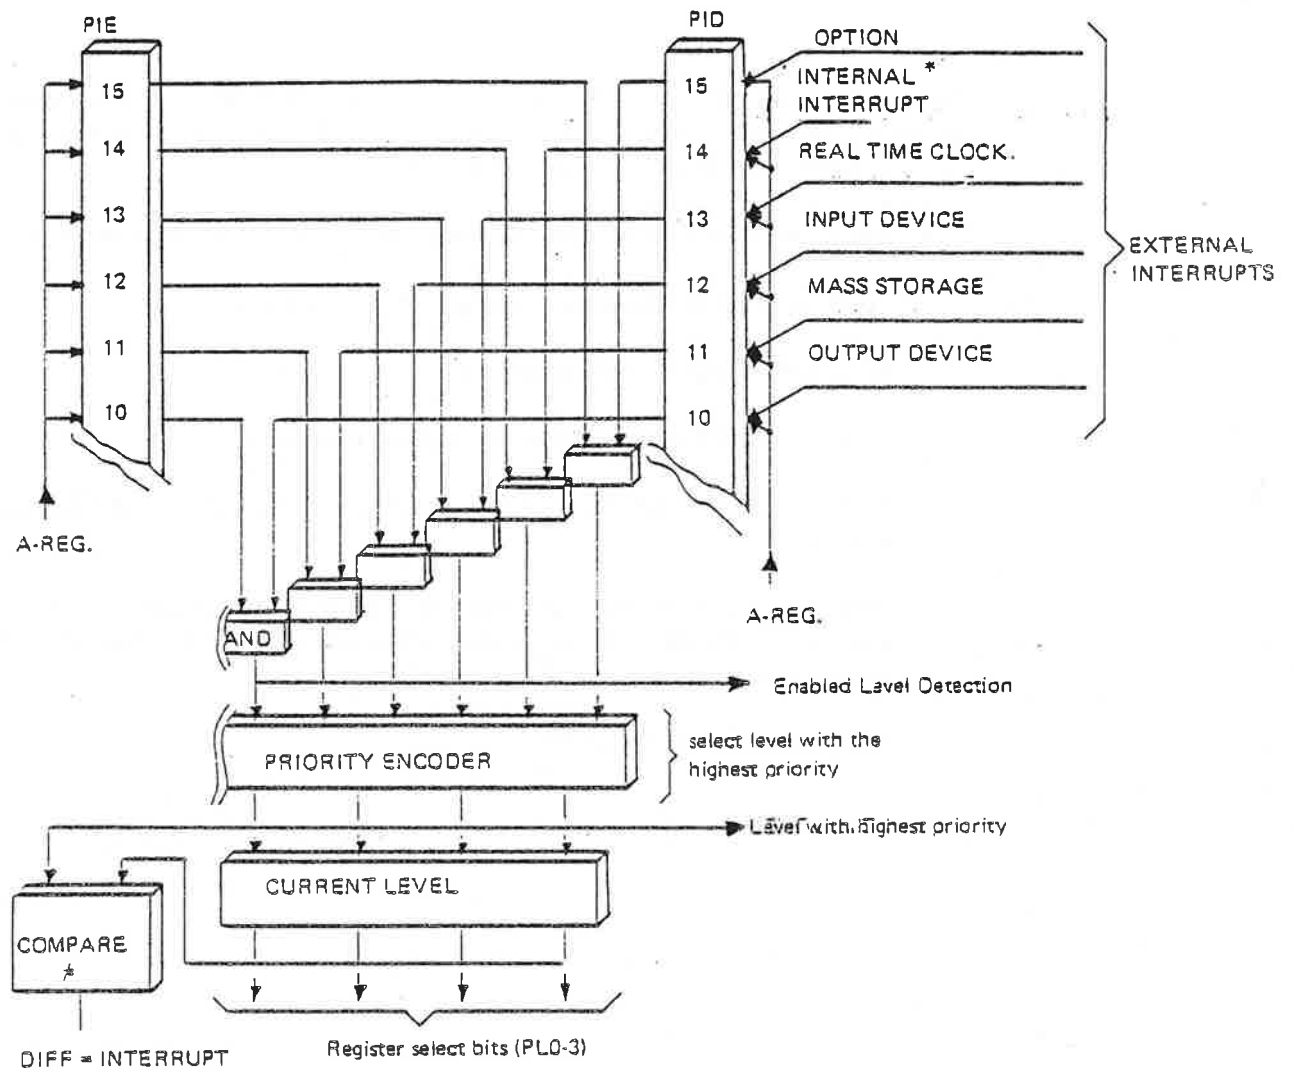 PIE
PID
OPTION
15
15
INTERNAL *
INTERRUPT
14
14
REAL TIME CLOCK.
13
13
INPUT DEVICE
EXTERNAL
INTERRUPTS
12
12
MASS STORAGE
11
11
OUTPUT DEVICE
10
10
A-REG.
A-REG.
AND
Enabled Level Detection
PRIORITY ENCODER
select level with the
highest priority
Level with highest priority
CURRENT LEVEL
COMPARE
≠
DIFF = INTERRUPT
Register select bits (PL0-3)